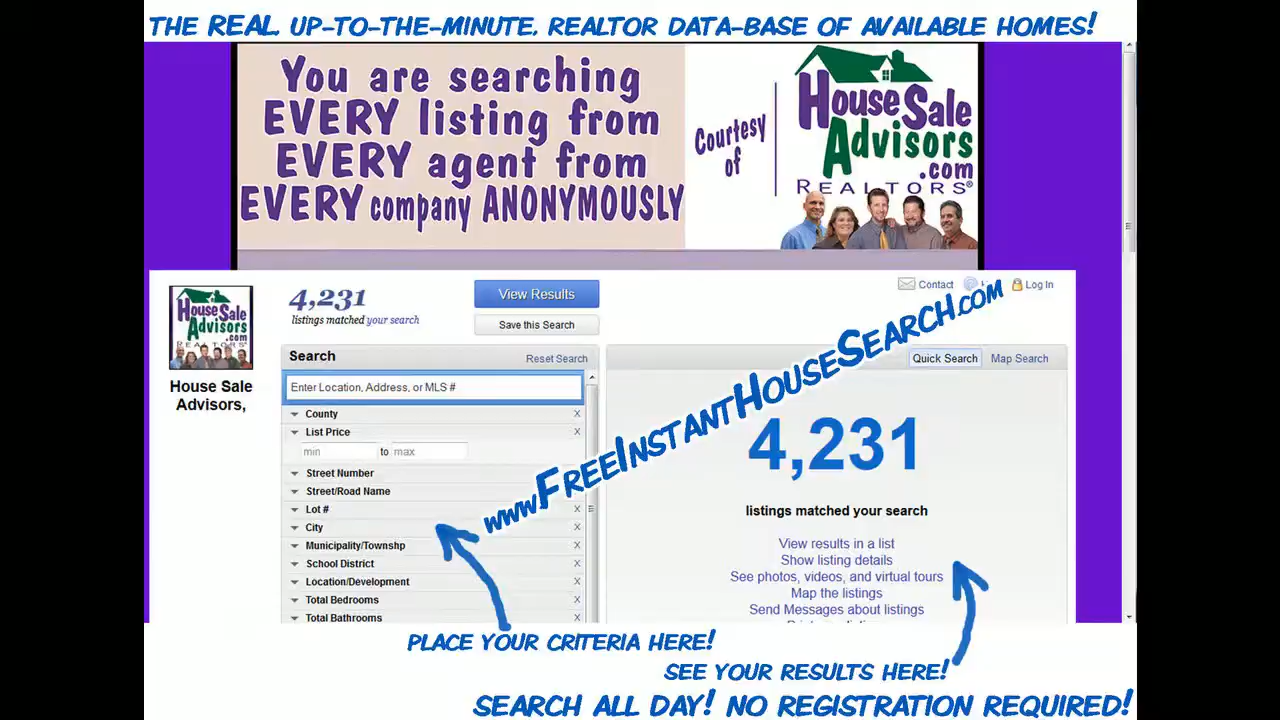 THE REAL, UP-TO-THE-MINUTE, REALTOR DATA-BASE OF AVAILABLE HOMES!
You are searching
EVERY listing from
EVERY agent from
EVERY company ANONYMOUSLY
Courtesy
of
House Sale
Advisors
.com
REALTORS®
House Sale
Advisors
.com
REALTORS
House Sale
Advisors,
4,231
listings matched your search
View Results
Save this Search
Contact
Log In
Search
Reset Search
Quick Search
Map Search
Enter Location, Address, or MLS #
County
X
List Price
X
min
to
max
Street Number
Street/Road Name
Lot #
X
City
X
Municipality/Townshp
X
School District
X
Location/Development
X
Total Bedrooms
X
Total Bathrooms
X
www.FreeInstantHouseSearch.com
4,231
listings matched your search
View results in a list
Show listing details
See photos, videos, and virtual tours
Map the listings
Send Messages about listings
PLACE YOUR CRITERIA HERE!
SEE YOUR RESULTS HERE!
SEARCH ALL DAY! NO REGISTRATION REQUIRED!